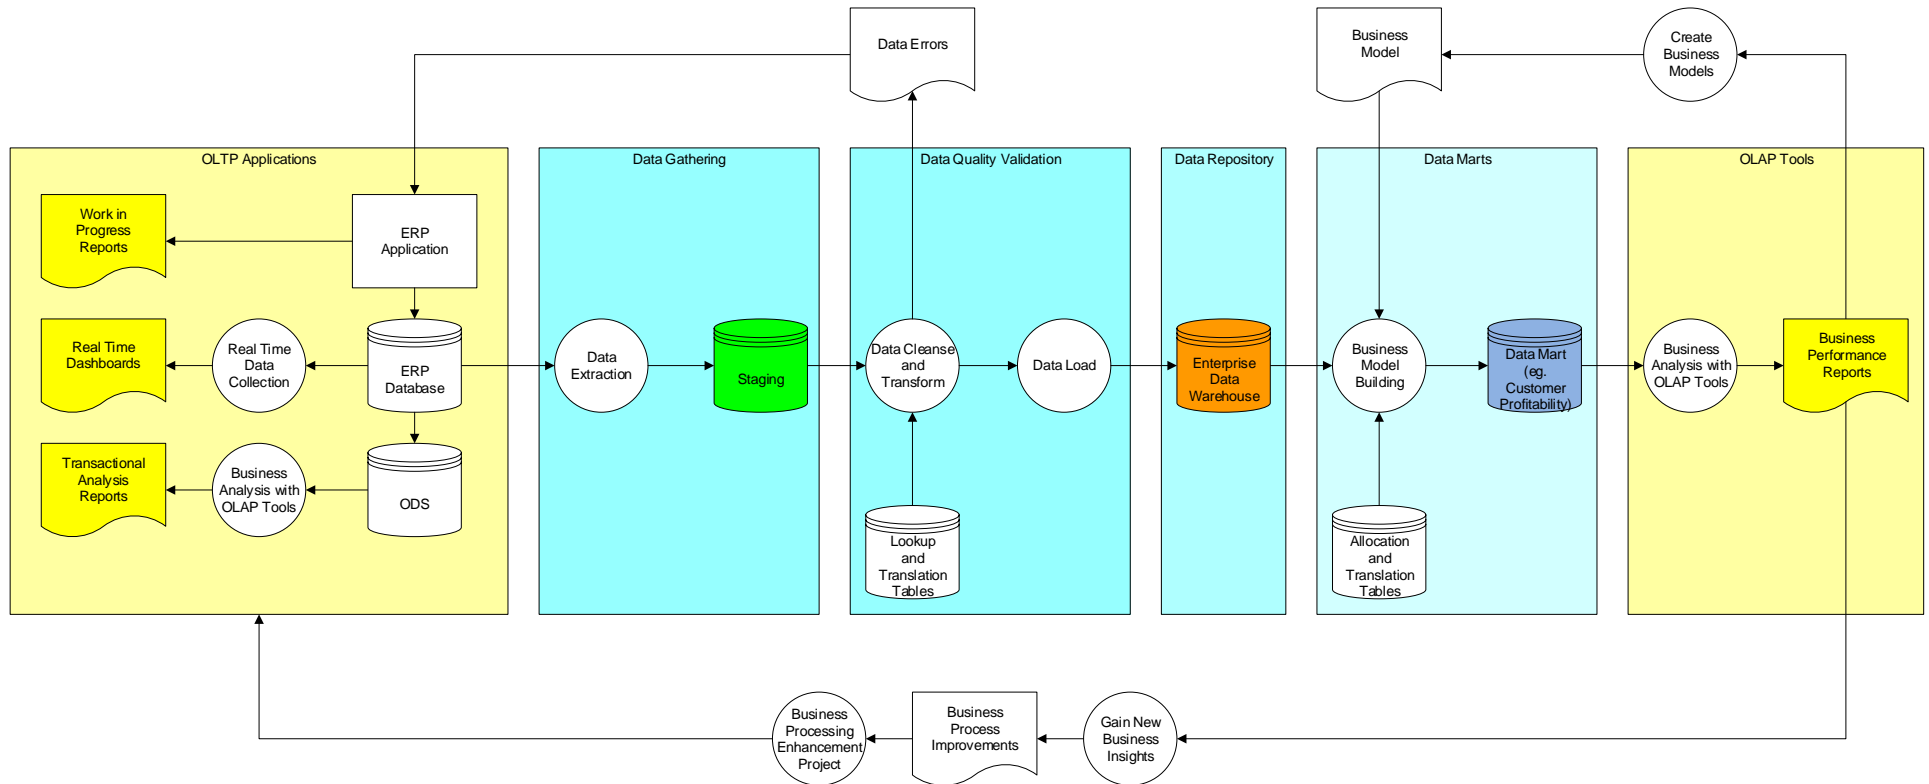 Data Errors
Business
Model
Create
Business
Models
OLTP Applications
Data Gathering
Data Quality Validation
Data Repository
Data Marts
OLAP Tools
Work in
Progress
Reports
ERP
Application
Real Time
Dashboards
Real Time
Data
Collection
ERP
Database
Data
Extraction
Staging
Data Cleanse
and
Transform
Data Load
Enterprise
Data
Warehouse
Business
Model
Building
Data Mart
(eg.
Customer
Profitability)
Business
Analysis with
OLAP Tools
Business
Performance
Reports
Transactional
Analysis
Reports
Business
Analysis with
OLAP Tools
ODS
Lookup
and
Translation
Tables
Allocation
and
Translation
Tables
Business
Processing
Enhancement
Project
Business
Process
Improvements
Gain New
Business
Insights